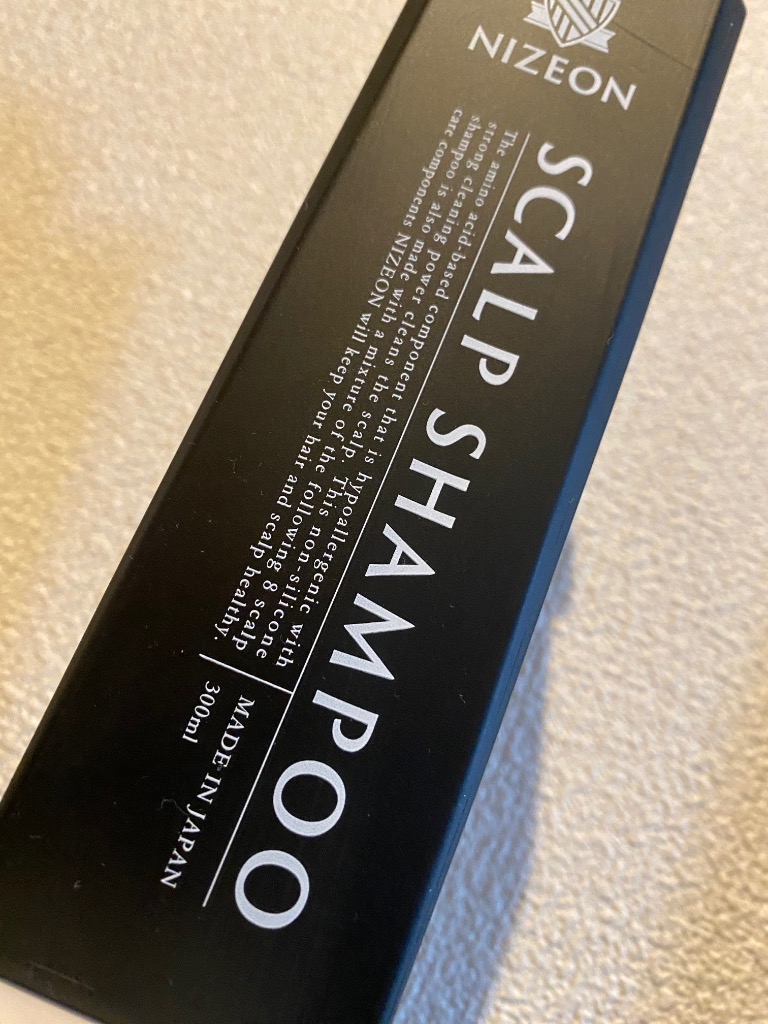 NIZEON
SCALP SHAMPOO
The amino acid-based component that is hypoallergenic with
strong cleaning power cleans the scalp. This non-silicone
shampoo is also made with a mixture of the following 8 scalp
care components NIZEON will keep your hair and scalp healthy.
MADE IN JAPAN
300ml